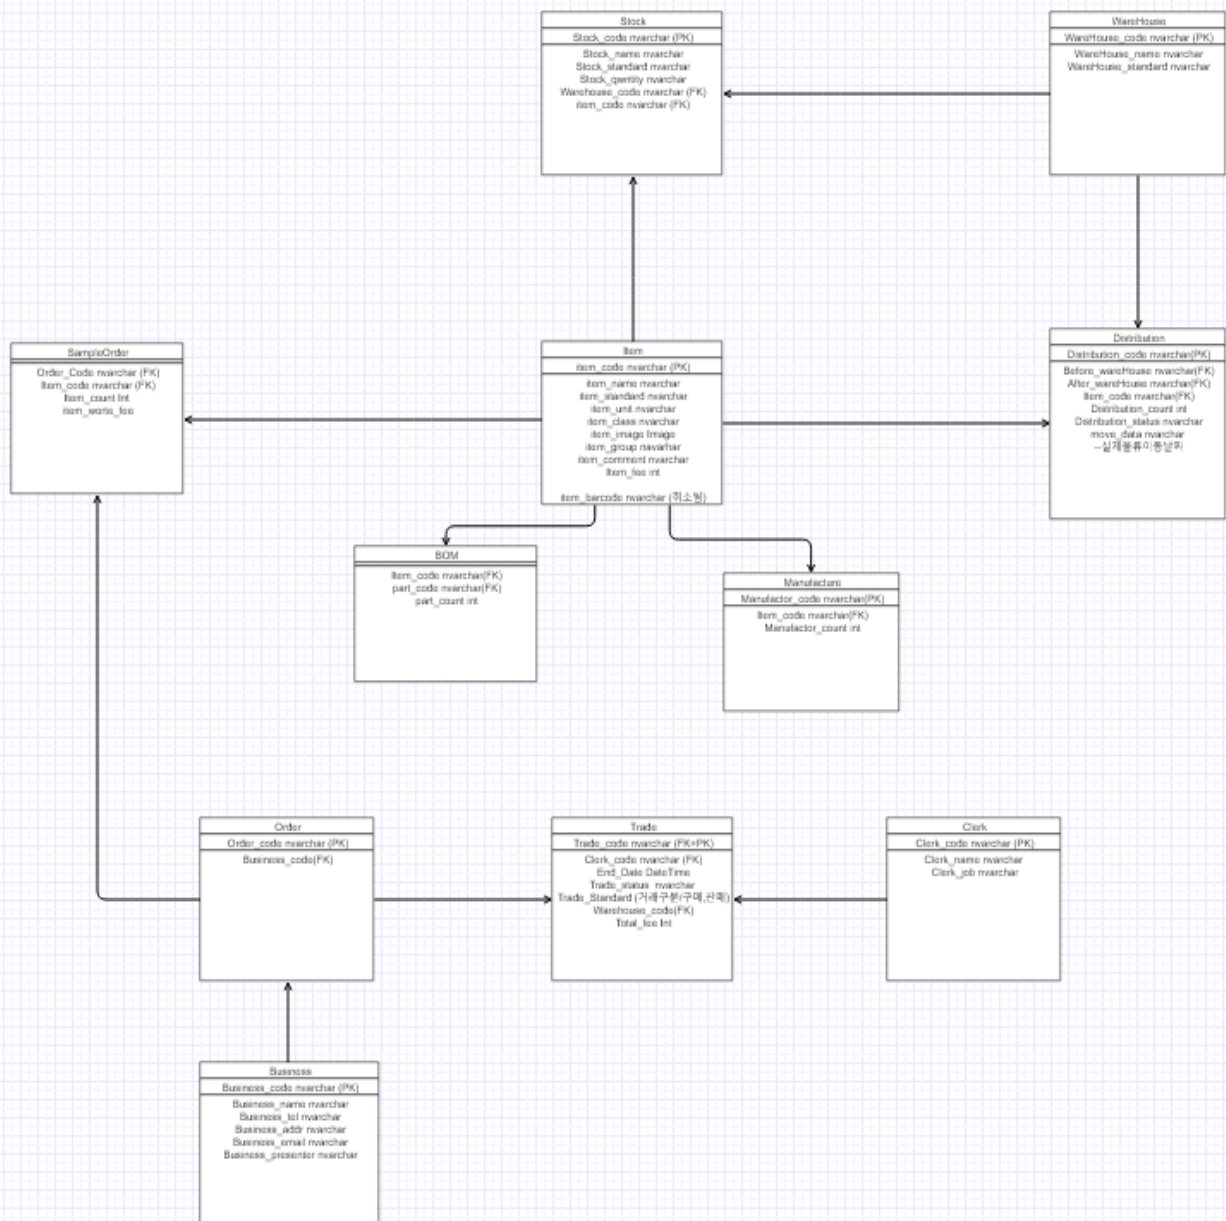 Stock
Stock_code nvarchar (PK)
Stock_name nvarchar
Stock_standard nvarchar
Stock_qwntity nvarchar
Warehouse_code nvarchar (FK)
item_code nvarchar (FK)
WareHouse
WareHouse_code nvarchar (PK)
WareHouse_name nvarchar
WareHouse_standard nvarchar
SampleOrder
Order_Code nvarchar (FK)
Item_code nvarchar (FK)
Item_count Int
item_worte_fee
Item
item_code nvarchar (PK)
item_name nvarchar
item_standard nvarchar
item_unit nvarchar
item_class nvarchar
item_image Image
item_group navarhar
item_comment nvarchar
Item_fee int
item_barcode nvarchar (취소됨)
Distribution
Distribution_code nvarchar(PK)
Before_wareHouse nvarchar(FK)
After_wareHouse nvarchar(FK)
Item_code nvarchar(FK)
Distribution_count int
Distribution_status nvarchar
move_data nvarchar
--실제물류이동날짜
BOM
Item_code nvarchar(FK)
part_code nvarchar(FK)
part_count int
Manufacture
Manufactor_code nvarchar(PK)
Item_code nvarchar(FK)
Manufactor_count int
Order
Order_code nvarchar (PK)
Business_code(FK)
Trade
Trade_code nvarchar (FK+PK)
Clerk_code nvarchar (FK)
End_Date DateTime
Trade_status nvarchar
Trade_Standard (거래구분/구매,판매)
Warehouse_code(FK)
Total_fee Int
Clerk
Clerk_code nvarchar (PK)
Clerk_name nvarchar
Clerk_job nvarchar
Business
Business_code nvarchar (PK)
Business_name nvarchar
Business_tel nvarchar
Business_addr nvarchar
Business_email nvarchar
Business_presenter nvarchar